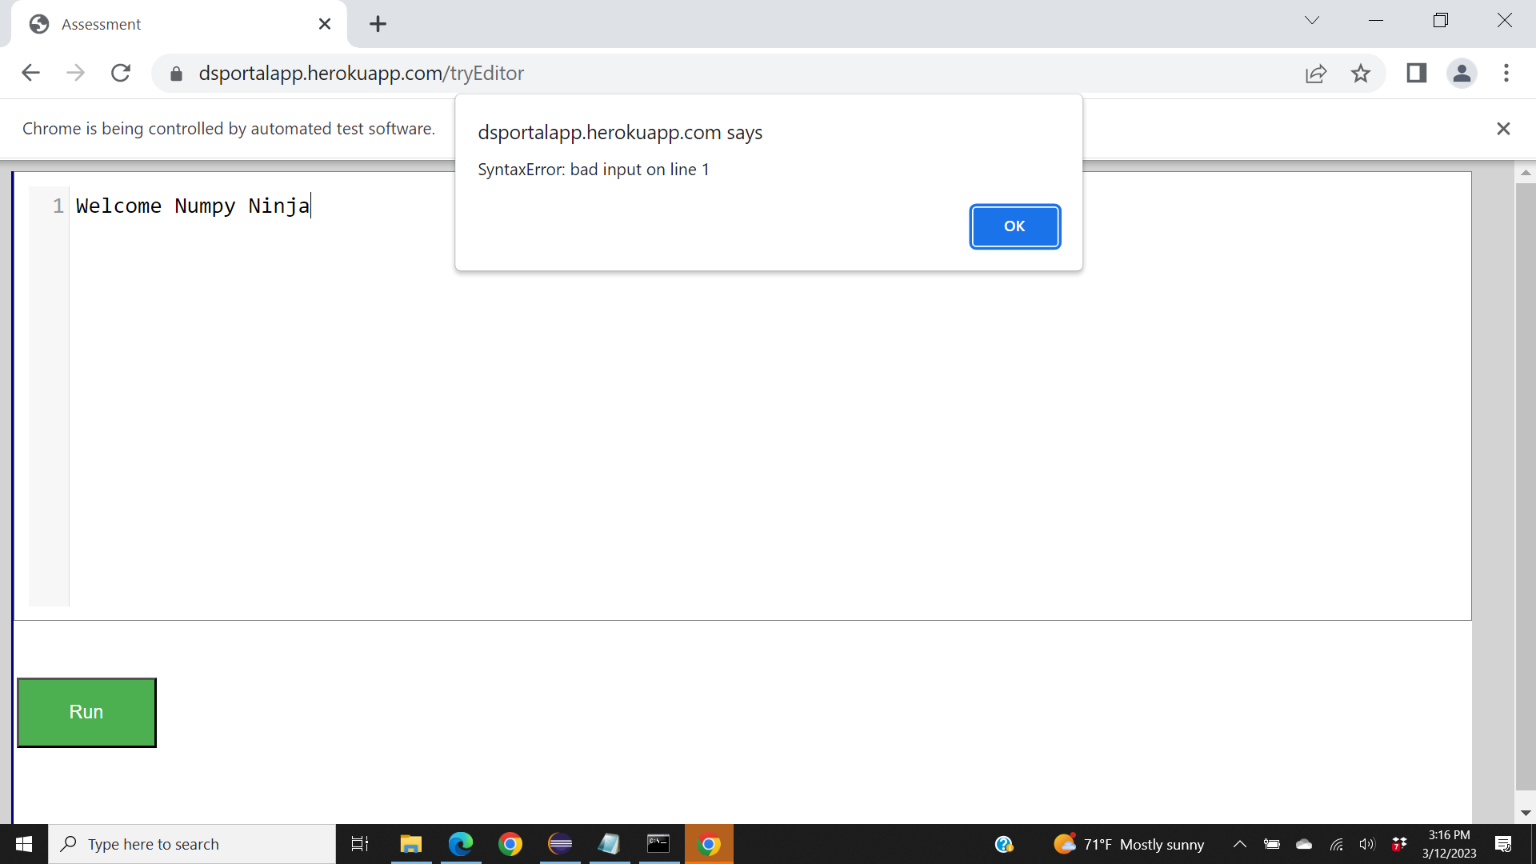 Assessment
dsportalapp.herokuapp.com/tryEditor
Chrome is being controlled by automated test software.
dsportalapp.herokuapp.com says
SyntaxError: bad input on line 1
OK
1 Welcome Numpy Ninja
Run
Type here to search
71°F Mostly sunny
7
3:16 PM
3/12/2023